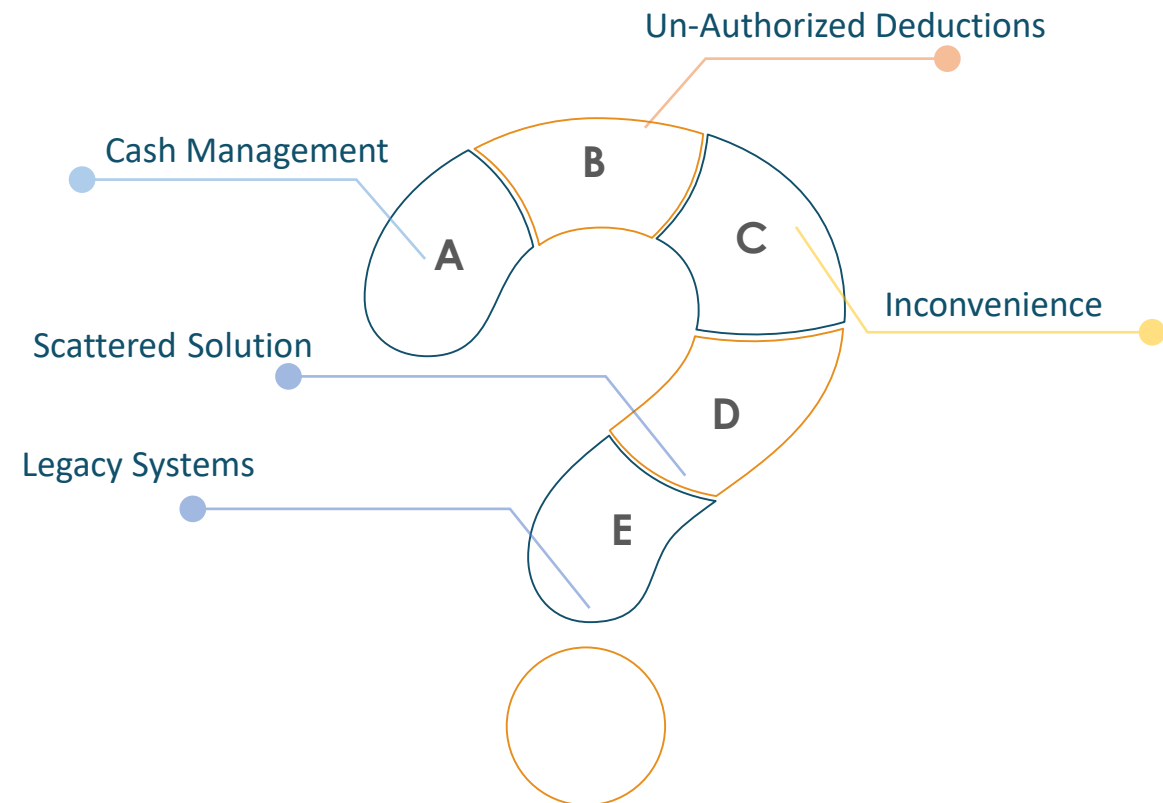 Un-Authorized Deductions
Cash Management
B
C
A
Inconvenience
Scattered Solution
D
Legacy Systems
E